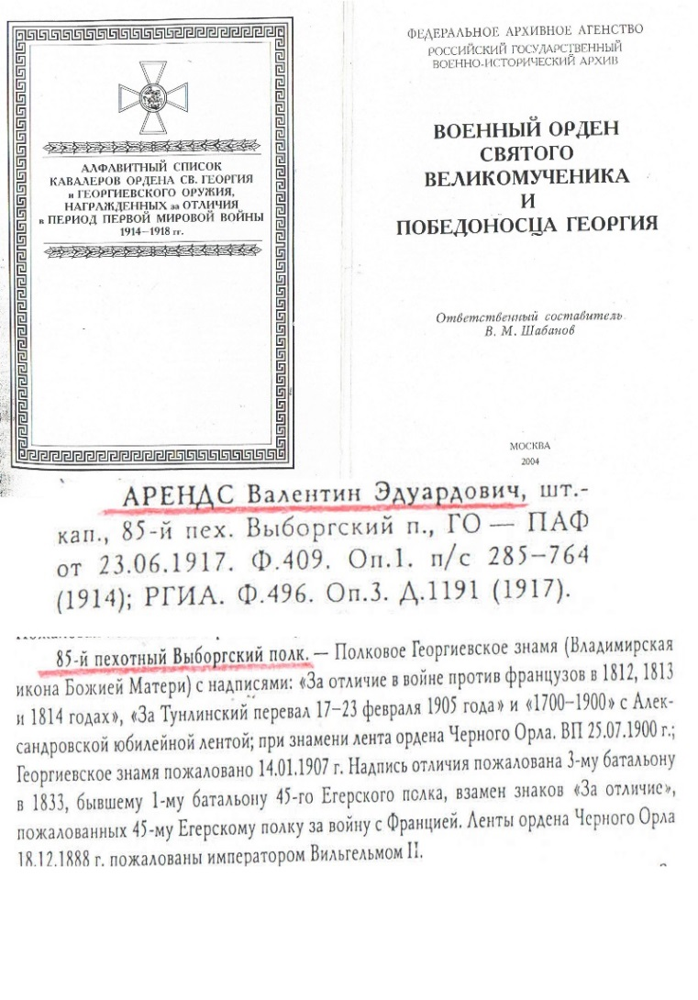 АЛФАВИТНЫЙ СПИСОК
КАВАЛЕРОВ ОРДЕНА СВ. ГЕОРГИЯ
и ГЕОРГИЕВСКОГО ОРУЖИЯ,
НАГРАЖДЕННЫХ за ОТЛИЧИЯ
в ПЕРИОД ПЕРВОЙ МИРОВОЙ ВОЙНЫ
1914–1918 гг.
ФЕДЕРАЛЬНОЕ АРХИВНОЕ АГЕНСТВО
РОССИЙСКИЙ ГОСУДАРСТВЕННЫЙ
ВОЕННО-ИСТОРИЧЕСКИЙ АРХИВ
ВОЕННЫЙ ОРДЕН
СВЯТОГО
ВЕЛИКОМУЧЕНИКА
И
ПОБЕДОНОСЦА ГЕОРГИЯ
Ответственный составитель
В. М. Шабанов
МОСКВА
2004
АРЕНДС Валентин Эдуардович, шт.-
кап., 85-й пех. Выборгский п., ГО — ПАФ
от 23.06.1917. Ф.409. Оп.1. п/с 285–764
(1914); РГИА. Ф.496. Оп.3. Д.1191 (1917).
85-й пехотный Выборгский полк. — Полковое Георгиевское знамя (Владимирская
икона Божией Матери) с надписями: «За отличие в войне против французов в 1812, 1813
и 1814 годах», «За Тунлинский перевал 17–23 февраля 1905 года» и «1700–1900» с Алек-
сандровской юбилейной лентой; при знамени лента ордена Черного Орла. ВП 25.07.1900 г.;
Георгиевское знамя пожаловано 14.01.1907 г. Надпись отличия пожалована 3-му батальону
в 1833, бывшему 1-му батальону 45-го Егерского полка, взамен знаков «За отличие»,
пожалованных 45-му Егерскому полку за войну с Францией. Ленты ордена Черного Орла
18.12.1888 г. пожалованы императором Вильгельмом II.